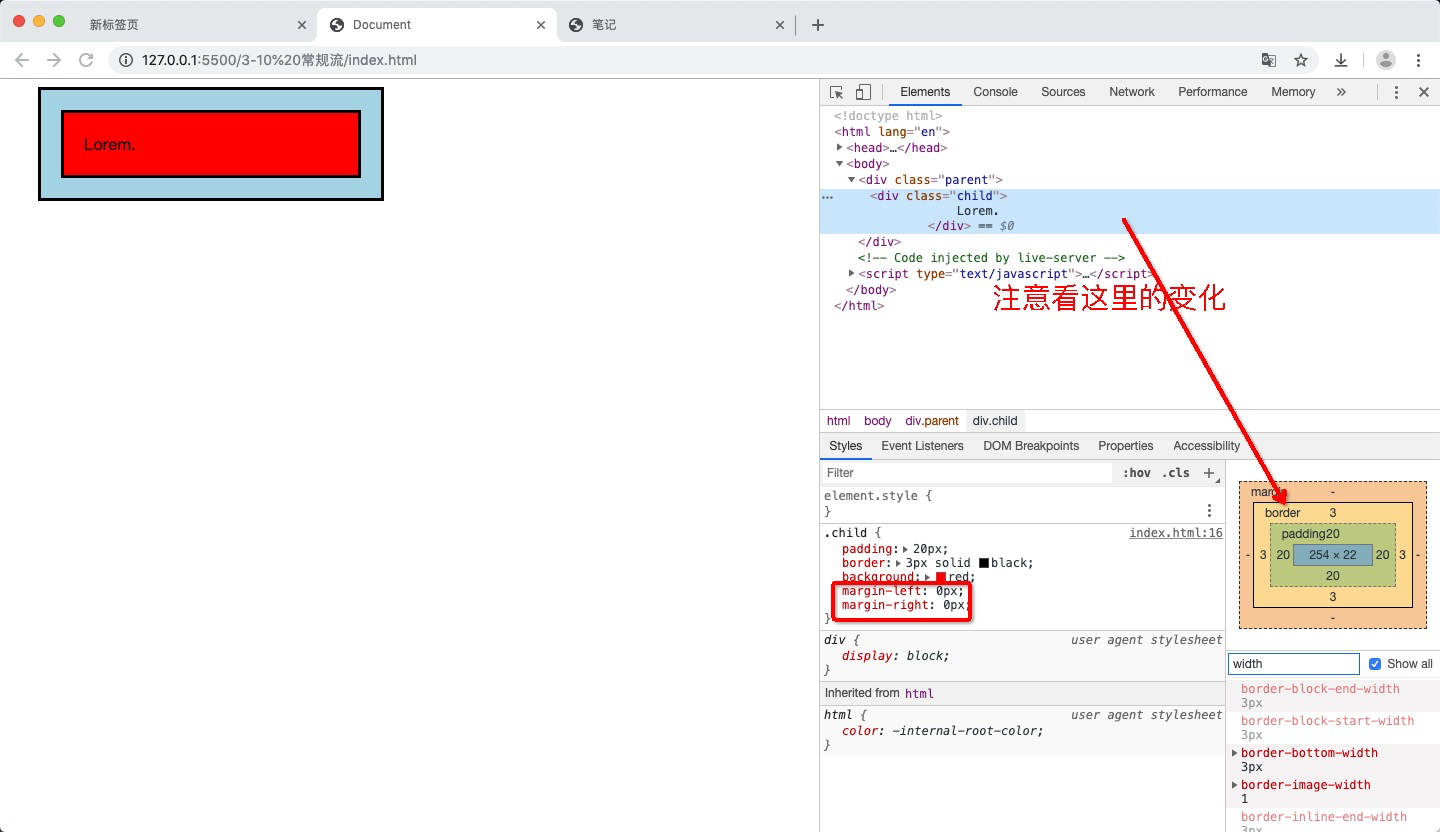 新标签页
Document
笔记
127.0.0.1:5500/3-10%20常规流/index.html
Lorem.
Elements Console Sources Network Performance Memory »
<!doctype html>
<html lang="en">
<head>…</head>
<body>
<div class="parent">
<div class="child">
Lorem.
</div> == $0
</div>
<!-- Code injected by live-server -->
<script type="text/javascript">…</script>
</body>
</html>
注意看这里的变化
html body div.parent div.child
Styles Event Listeners DOM Breakpoints Properties Accessibility
Filter :hov .cls +
element.style {
}
.child { index.html:16
padding: 20px;
border: 3px solid black;
background: red;
margin-left: 0px;
margin-right: 0px;
}
div { user agent stylesheet
display: block;
}
Inherited from html
html { user agent stylesheet
color: -internal-root-color;
}
margin -
border 3
padding20
- 3 20 254 × 22 20 3 -
20
3
-
width Show all
border-block-end-width
3px
border-block-start-width
3px
border-bottom-width
3px
border-image-width
1
border-inline-end-width
3px